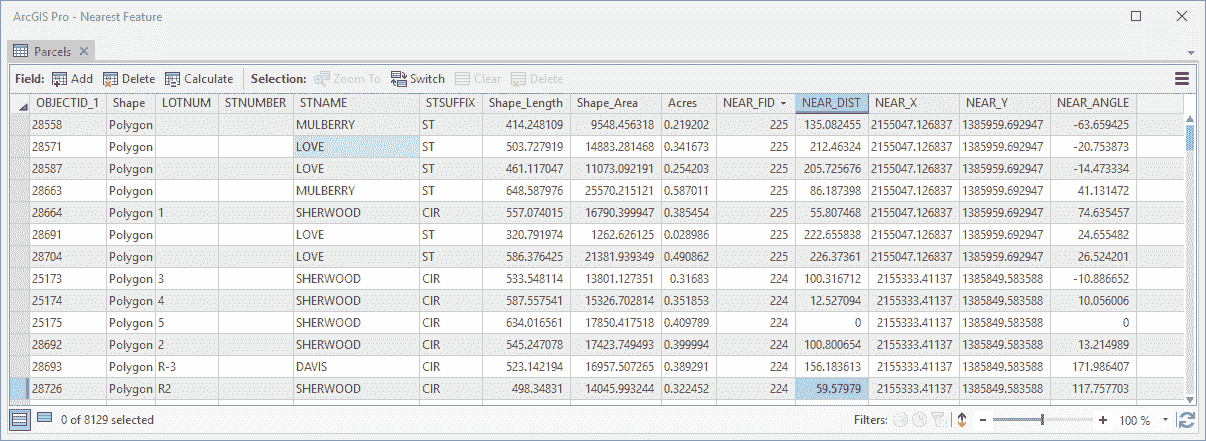 ArcGIS Pro - Nearest Feature
Parcels
Field: Add Delete Calculate Selection: Zoom To Switch Clear Delete
OBJECTID_1 Shape LOTNUM STNUMBER STNAME STSUFFIX Shape_Length Shape_Area Acres NEAR_FID NEAR_DIST NEAR_X NEAR_Y NEAR_ANGLE
28558 Polygon MULBERRY ST 414.248109 9548.456318 0.219202 225 135.082455 2155047.126837 1385959.692947 -63.659425
28571 Polygon LOVE ST 503.727919 14883.281468 0.341673 225 212.46324 2155047.126837 1385959.692947 -20.753873
28587 Polygon LOVE ST 461.117047 11073.092191 0.254203 225 205.725676 2155047.126837 1385959.692947 -14.473334
28663 Polygon MULBERRY ST 648.587976 25570.215121 0.587011 225 86.187398 2155047.126837 1385959.692947 41.131472
28664 Polygon 1 SHERWOOD CIR 557.074015 16790.399947 0.385454 225 55.807468 2155047.126837 1385959.692947 74.635457
28691 Polygon LOVE ST 320.791974 1262.626125 0.028986 225 222.655838 2155047.126837 1385959.692947 24.655482
28704 Polygon LOVE ST 586.376425 21381.939349 0.490862 225 226.37361 2155047.126837 1385959.692947 26.524201
25173 Polygon 3 SHERWOOD CIR 533.548114 13801.127351 0.31683 224 100.316712 2155333.41137 1385849.583588 -10.886652
25174 Polygon 4 SHERWOOD CIR 587.557541 15326.702814 0.351853 224 12.527094 2155333.41137 1385849.583588 10.056006
25175 Polygon 5 SHERWOOD CIR 634.016561 17850.417518 0.409789 224 0 2155333.41137 1385849.583588 0
28692 Polygon 2 SHERWOOD CIR 545.247078 17423.749493 0.399994 224 100.800654 2155333.41137 1385849.583588 13.214989
28693 Polygon R-3 DAVIS CIR 523.142194 16957.507265 0.389291 224 156.183613 2155333.41137 1385849.583588 171.986407
28726 Polygon R2 SHERWOOD CIR 498.34831 14045.993244 0.322452 224 59.57979 2155333.41137 1385849.583588 117.757703
0 of 8129 selected Filters: 100 %